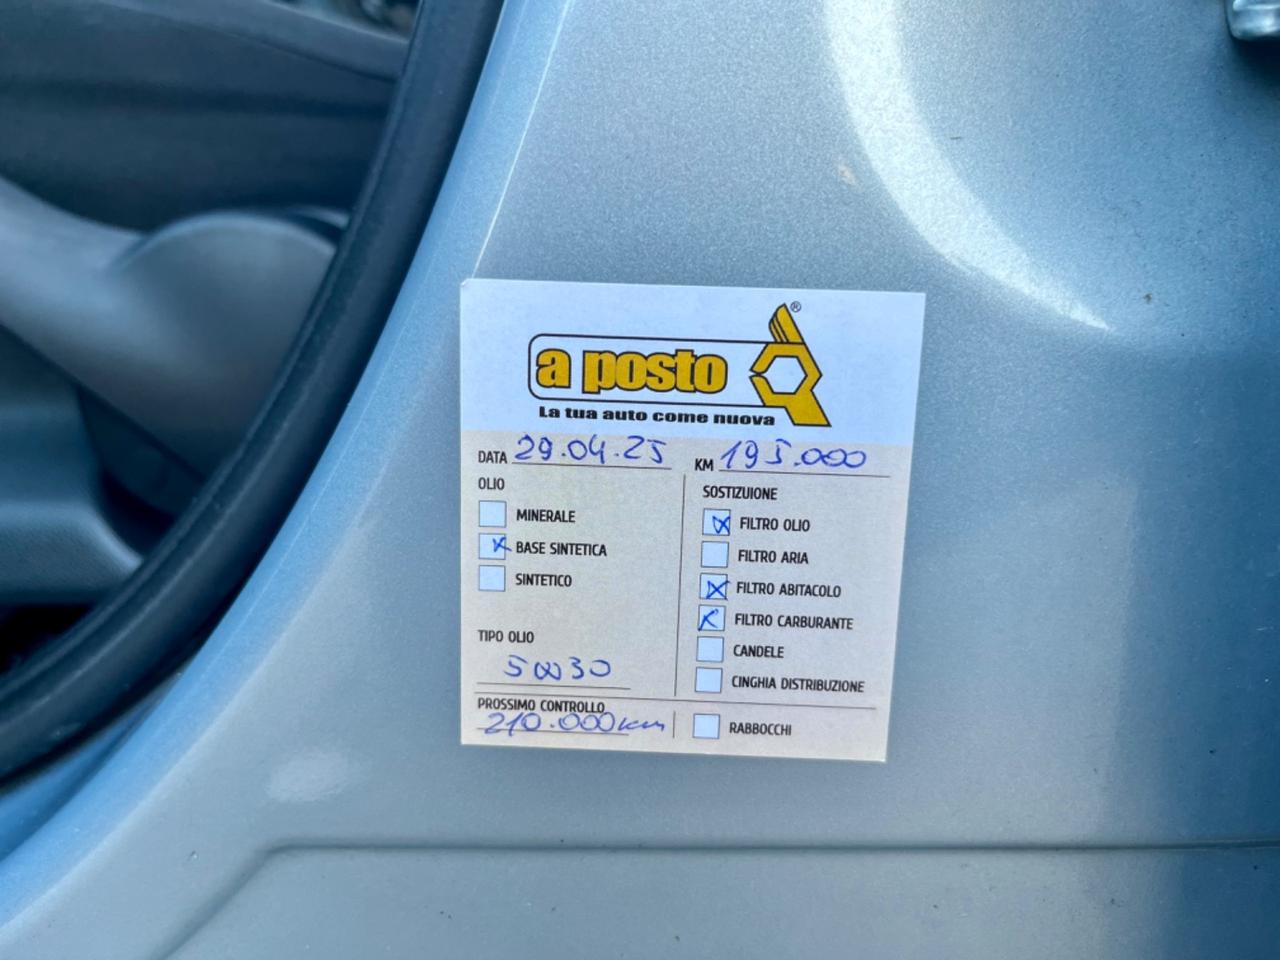 a posto ®
La tua auto come nuova
DATA 29.04.25 KM 195.000
OLIO
MINERALE
BASE SINTETICA
SINTETICO
TIPO OLIO
5W30
PROSSIMO CONTROLLO
210.000km
SOSTIZUIONE
FILTRO OLIO
FILTRO ARIA
FILTRO ABITACOLO
FILTRO CARBURANTE
CANDELE
CINGHIA DISTRIBUZIONE
RABBOCCHI